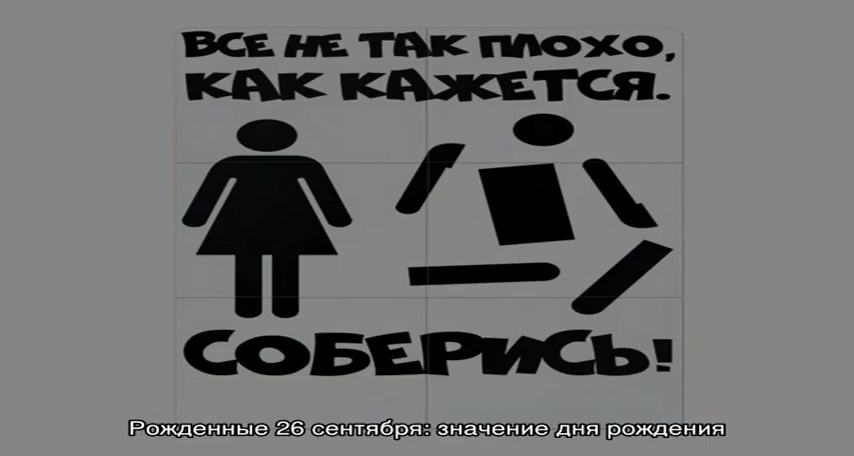 ВСЕ НЕ ТАК ПЛОХО,
КАК КАЖЕТСЯ.
СОБЕРИСЬ!
Рожденные 26 сентября: значение дня рождения